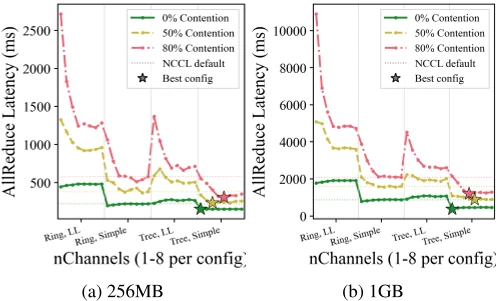 AllReduce Latency (ms)
2500
2000
1500
1000
500
0% Contention
50% Contention
80% Contention
NCCL default
Best config
Ring, LL
Ring, Simple
Tree, LL
Tree, Simple
nChannels (1-8 per config)
(a) 256MB
AllReduce Latency (ms)
10000
8000
6000
4000
2000
0
0% Contention
50% Contention
80% Contention
NCCL default
Best config
Ring, LL
Ring, Simple
Tree, LL
Tree, Simple
nChannels (1-8 per config)
(b) 1GB